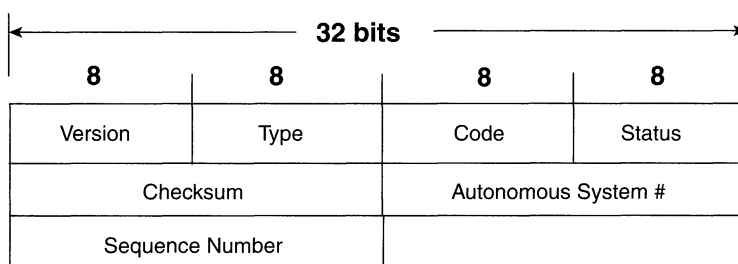 32 bits
8 8 8 8
Version Type Code Status
Checksum Autonomous System #
Sequence Number